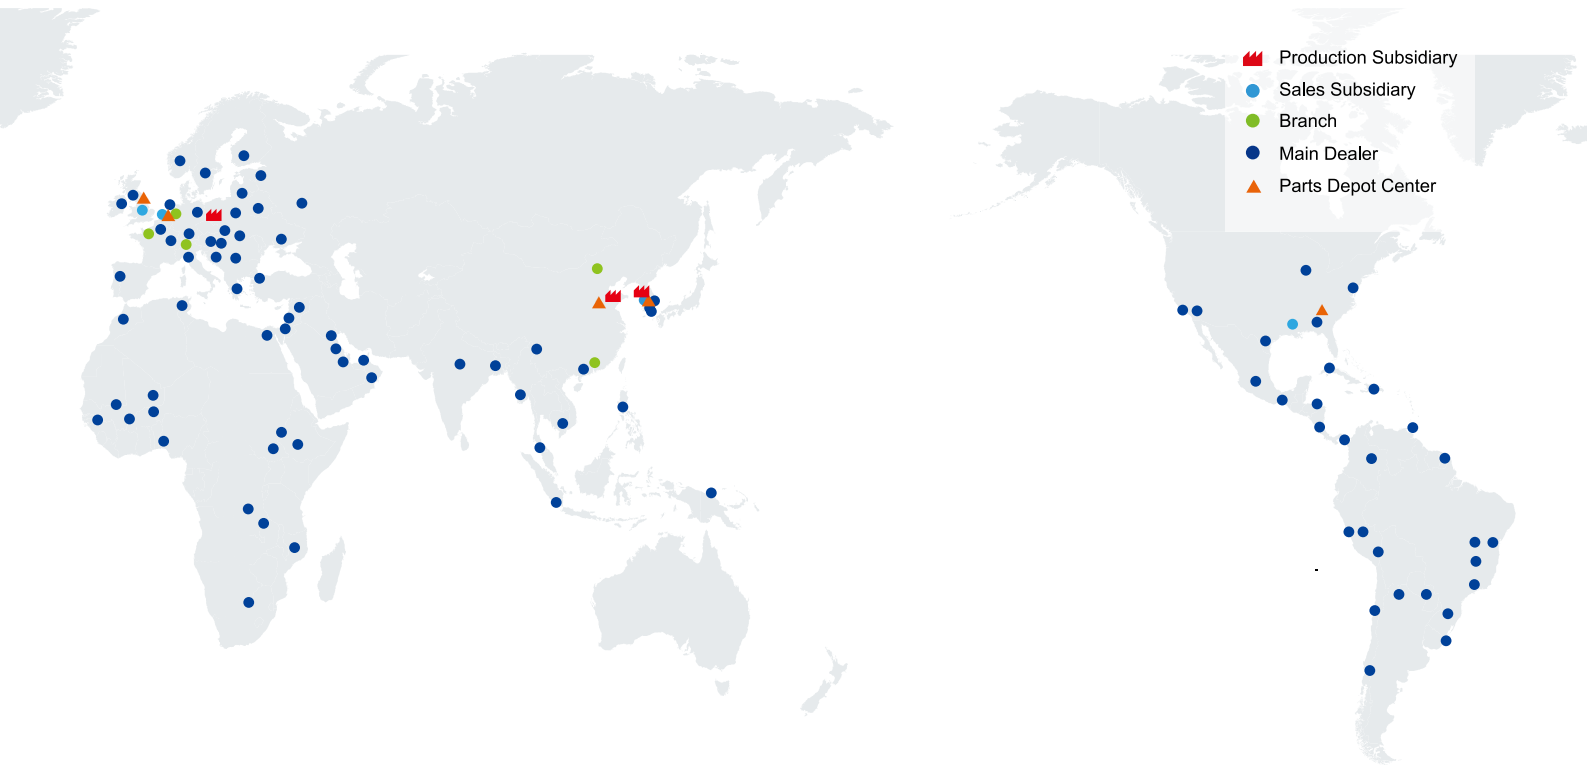 Production Subsidiary
Sales Subsidiary
Branch
Main Dealer
Parts Depot Center